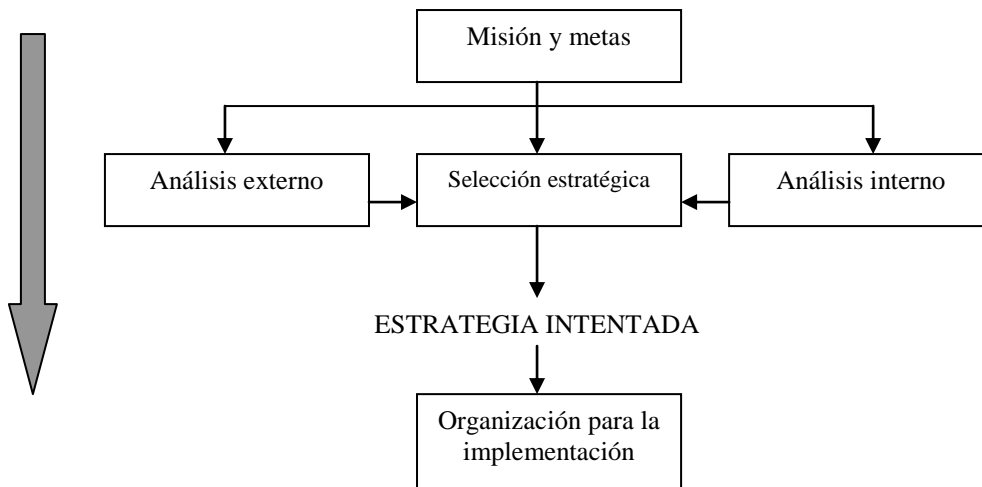 Misión y metas
Análisis externo
Selección estratégica
Análisis interno
ESTRATEGIA INTENTADA
Organización para la
implementación